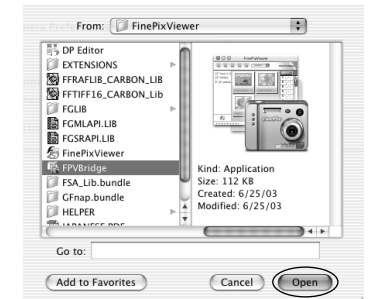 From: FinePixViewer
DP Editor
EXTENSIONS
FFRAFLIB_CARBON_LIB
FFTIFF16_CARBON_Lib
FGLIB
FGMLAPI.LIB
FGSRAPI.LIB
FinePixViewer
FPVBridge
FSA_Lib.bundle
GFnap.bundle
HELPER
JAPANESE.PDF
Kind: Application
Size: 112 KB
Created: 6/25/03
Modified: 6/25/03
Go to:
Add to Favorites
Cancel
Open